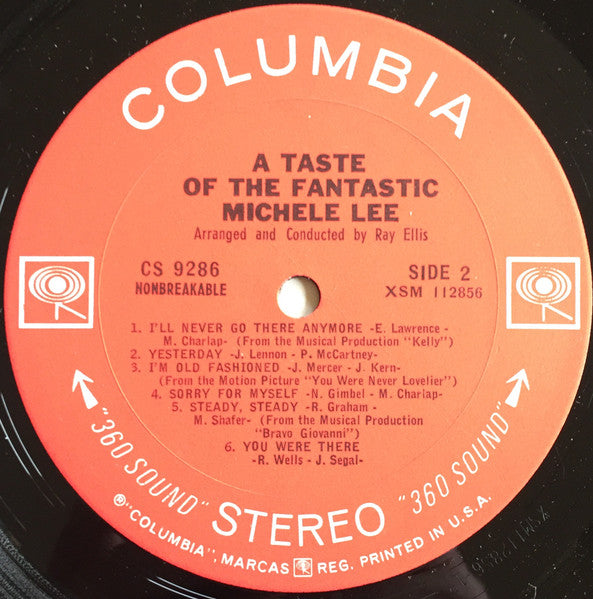 COLUMBIA
A TASTE
OF THE FANTASTIC
MICHELE LEE
Arranged and Conducted by Ray Ellis
CS 9286
NONBREAKABLE
SIDE 2
XSM 112856
1. I'LL NEVER GO THERE ANYMORE -E. Lawrence -
M. Charlap- (From the Musical Production "Kelly")
2. YESTERDAY -J. Lennon - P. McCartney-
3. I'M OLD FASHIONED -J. Mercer - J. Kern-
(From the Motion Picture "You Were Never Lovelier")
4. SORRY FOR MYSELF -N. Gimbel - M. Charlap-
5. STEADY, STEADY -R. Graham -
M. Shafer- (From the Musical Production
"Bravo Giovanni")
6. YOU WERE THERE
-R. Wells - J. Segal-
"360 SOUND" STEREO "360 SOUND"
® "COLUMBIA", MARCAS REG. PRINTED IN U.S.A.